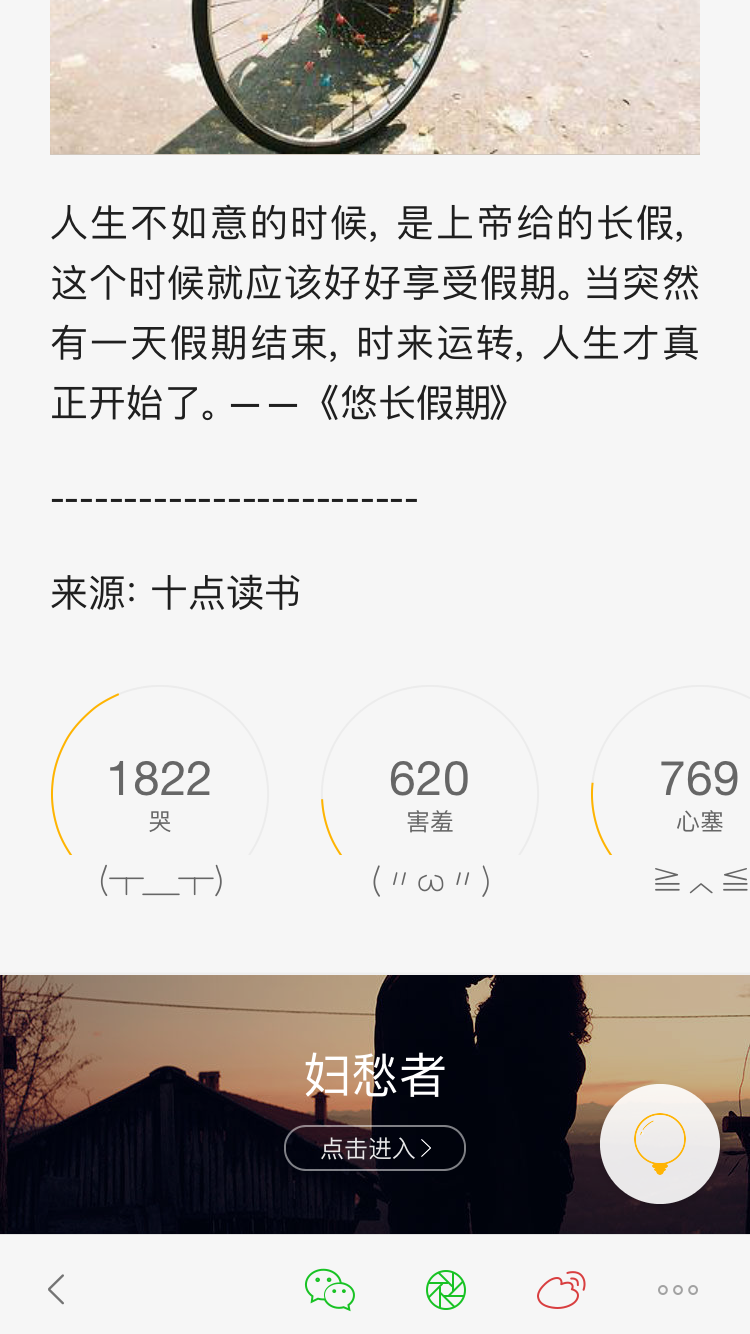 人生不如意的时候，是上帝给的长假，
这个时候就应该好好享受假期。当突然
有一天假期结束，时来运转，人生才真
正开始了。——《悠长假期》
-------------------------
来源：十点读书
1822 620 769
哭 害羞 心塞
(┬＿┬) (〃ω〃) ≧︿≦
妇愁者
点击进入>